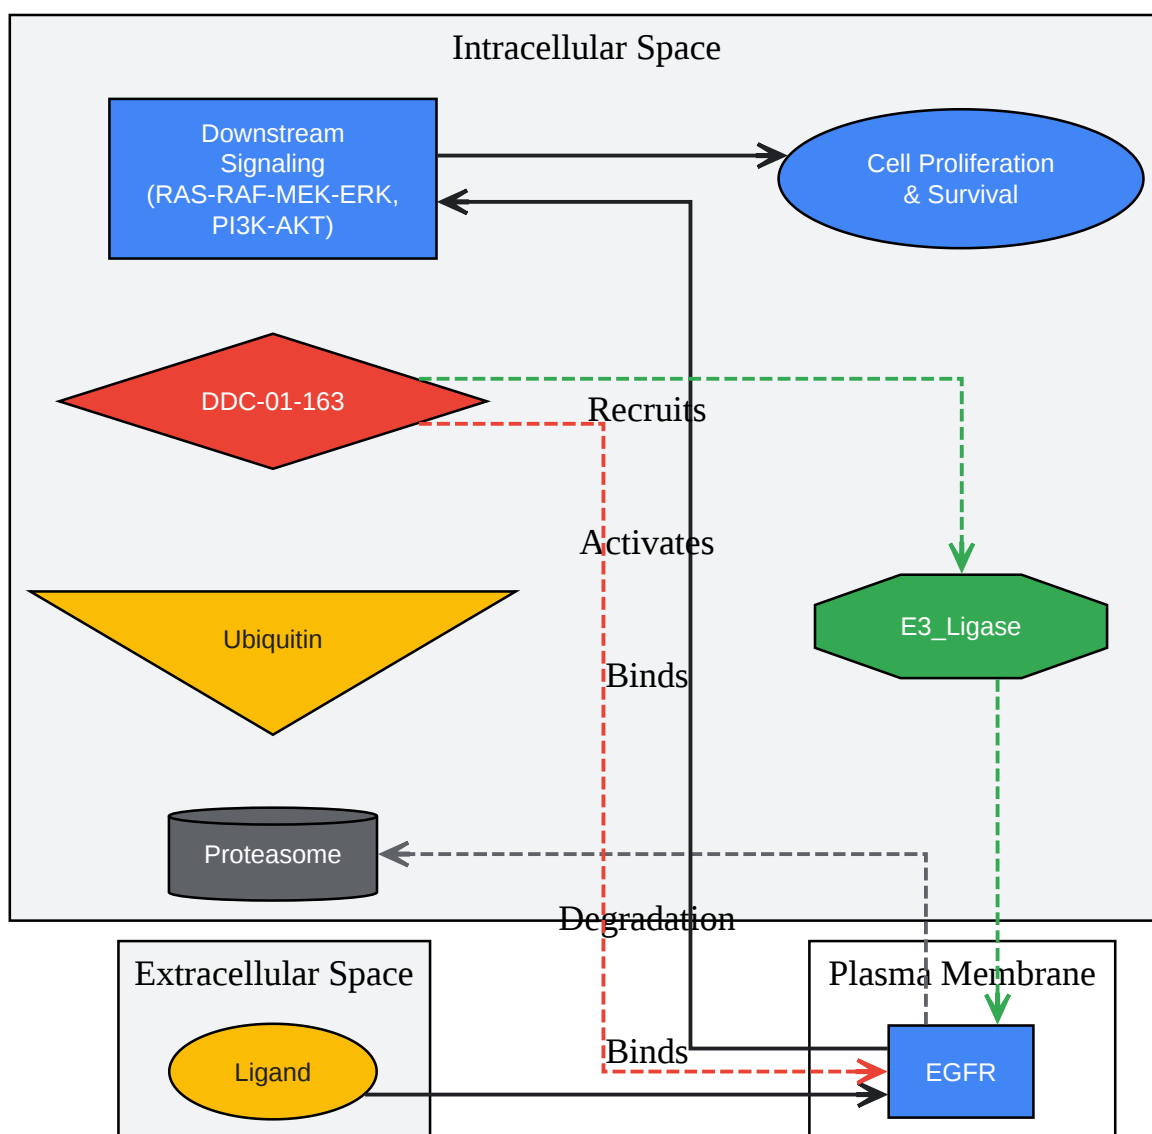 Intracellular Space
Downstream
Signaling
(RAS-RAF-MEK-ERK,
PI3K-AKT)
Cell Proliferation
& Survival
DDC-01-163
Recruits
Activates
E3_Ligase
Ubiquitin
Binds
Proteasome
Degradation
Extracellular Space
Plasma Membrane
Binds
Ligand
EGFR